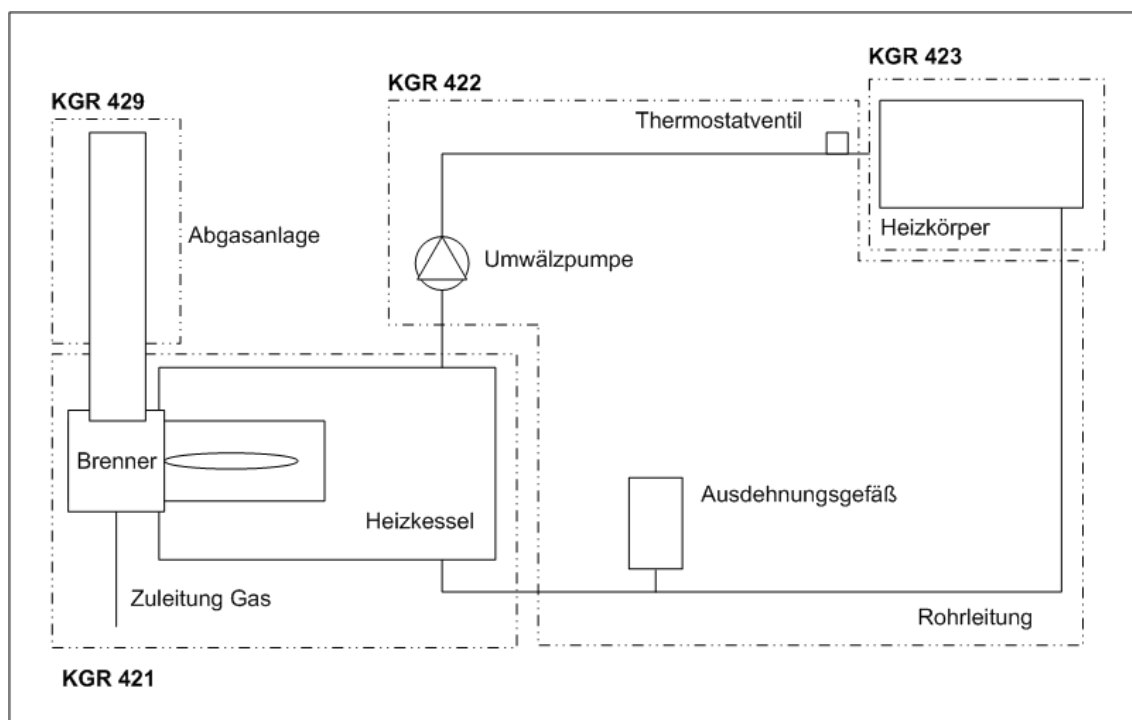 KGR 423
KGR 422
KGR 429
Thermostatventil
Heizkörper
Abgasanlage
Umwälzpumpe
Brenner
Ausdehnungsgefäß
Heizkessel
Zuleitung Gas
Rohrleitung
KGR 421